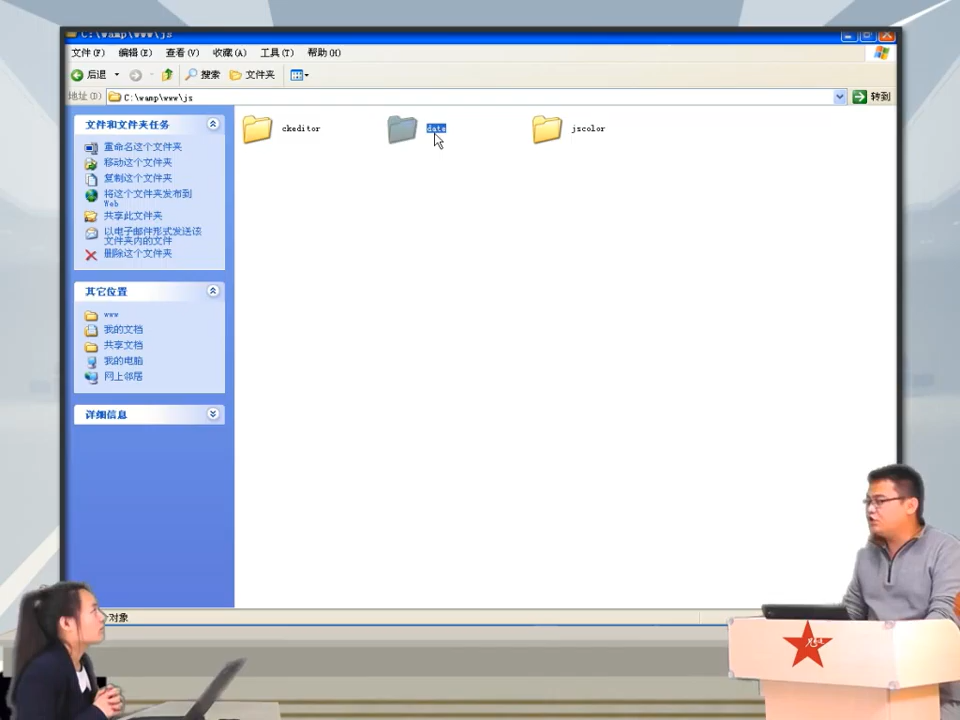 C:\wamp\www\js
文件(F) 编辑(E) 查看(V) 收藏(A) 工具(T) 帮助(H)
后退 搜索 文件夹
地址(D) C:\wamp\www\js 转到
文件和文件夹任务
重命名这个文件夹
移动这个文件夹
复制这个文件夹
将这个文件夹发布到
Web
共享此文件夹
以电子邮件形式发送该
文件夹内的文件
删除这个文件夹
其它位置
www
我的文档
共享文档
我的电脑
网上邻居
详细信息
ckeditor date jscolor
对象